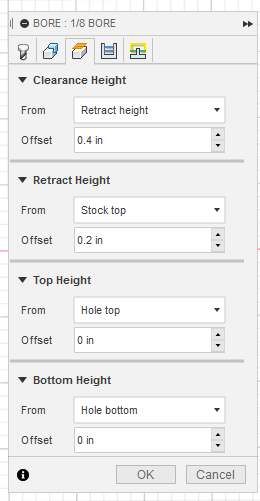 BORE : 1/8 BORE
Clearance Height
From Retract height
Offset 0.4 in
Retract Height
From Stock top
Offset 0.2 in
Top Height
From Hole top
Offset 0 in
Bottom Height
From Hole bottom
Offset 0 in
OK Cancel